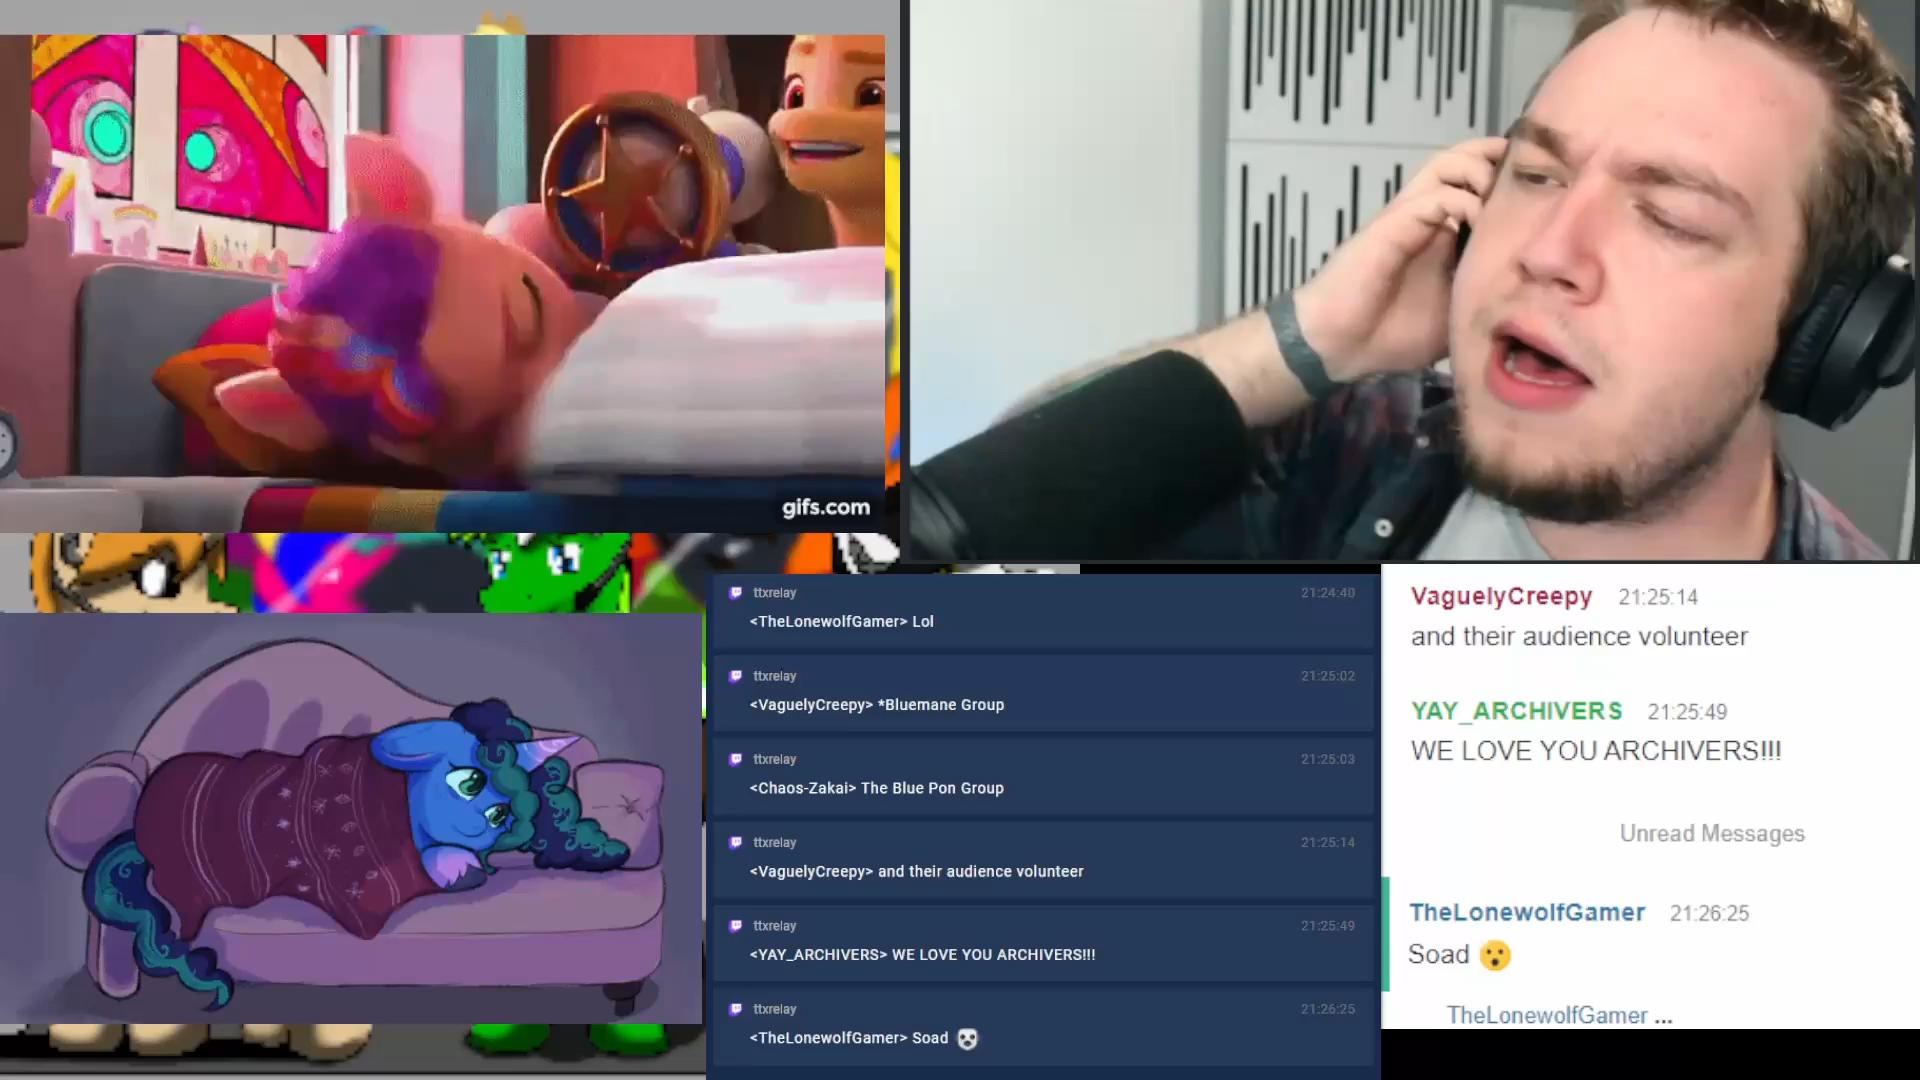 gifs.com
ttxrelay 21:24:40
<TheLonewolfGamer> Lol
ttxrelay 21:25:02
<VaguelyCreepy> *Bluemane Group
ttxrelay 21:25:03
<Chaos-Zakai> The Blue Pon Group
ttxrelay 21:25:14
<VaguelyCreepy> and their audience volunteer
ttxrelay 21:25:49
<YAY_ARCHIVERS> WE LOVE YOU ARCHIVERS!!!
ttxrelay 21:26:25
<TheLonewolfGamer> Soad
VaguelyCreepy 21:25:14
and their audience volunteer
YAY_ARCHIVERS 21:25:49
WE LOVE YOU ARCHIVERS!!!
Unread Messages
TheLonewolfGamer 21:26:25
Soad 😮
TheLonewolfGamer ...